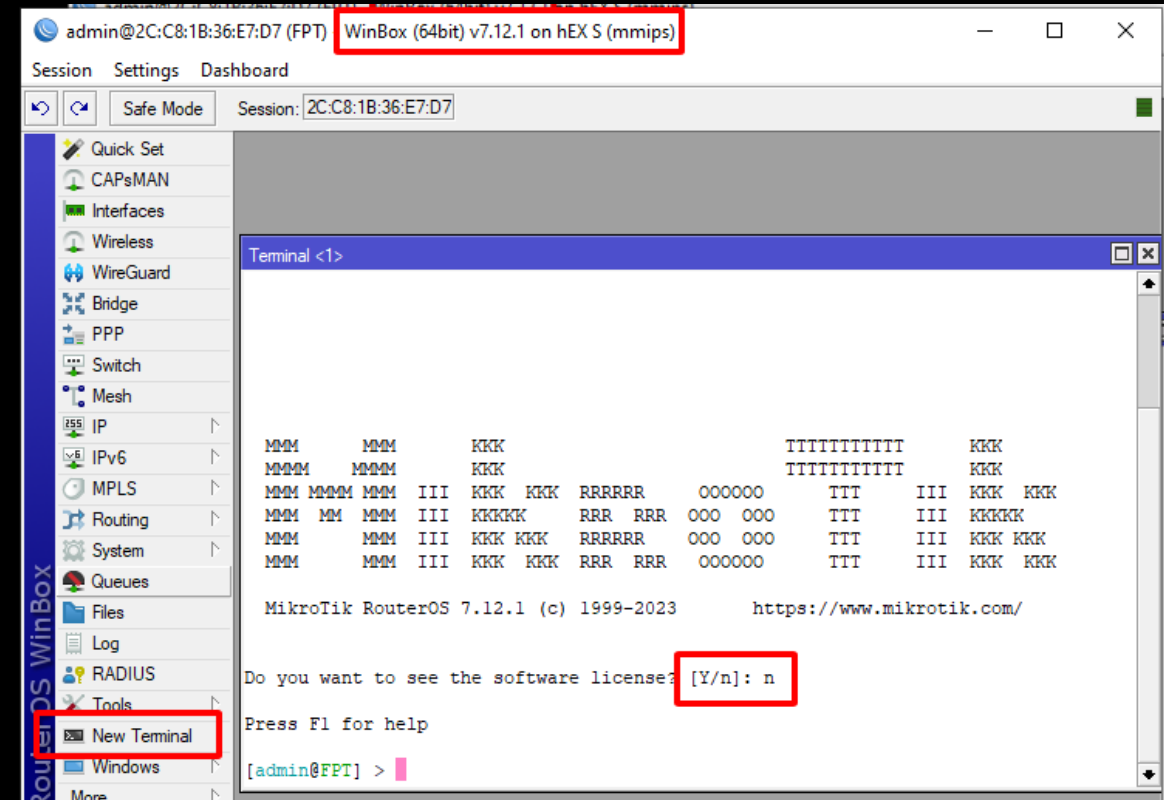 admin@2C:C8:1B:36:E7:D7 (FPT) WinBox (64bit) v7.12.1 on hEX S (mmips)
Session Settings Dashboard
Safe Mode Session: 2C:C8:1B:36:E7:D7
Quick Set
CAPsMAN
Interfaces
Wireless
WireGuard
Bridge
PPP
Switch
Mesh
255 IP
v6 IPv6
MPLS
Routing
System
Queues
Files
Log
RADIUS
Tools
New Terminal
Windows
More
RouterOS WinBox
Terminal <1>
MMM      MMM       KKK                          TTTTTTTTTTT      KKK
MMMM    MMMM       KKK                          TTTTTTTTTTT      KKK
MMM MMMM MMM  III  KKK  KKK  RRRRRR     OOOOOO      TTT     III  KKK  KKK
MMM  MM  MMM  III  KKKKK     RRR  RRR  OOO  OOO     TTT     III  KKKKK
MMM      MMM  III  KKK KKK   RRRRRR    OOO  OOO     TTT     III  KKK KKK
MMM      MMM  III  KKK  KKK  RRR  RRR   OOOOOO      TTT     III  KKK  KKK
MikroTik RouterOS 7.12.1 (c) 1999-2023       https://www.mikrotik.com/
Do you want to see the software license? [Y/n]: n
Press F1 for help
[admin@FPT] >